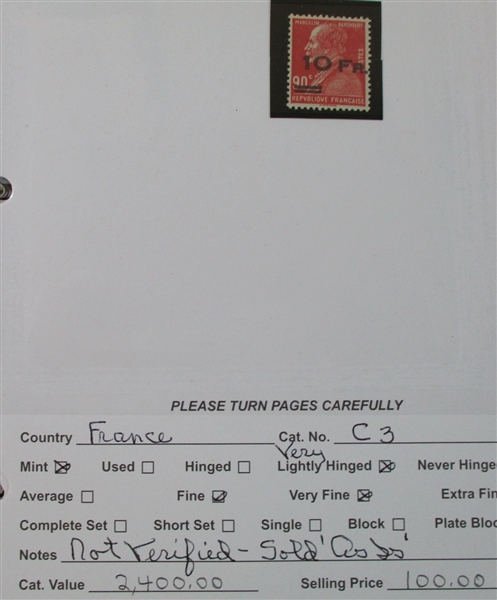 MARCELIN BERTHELOT
POSTES
10 FR.
90c
REPVBLIQVE FRANCAISE
PLEASE TURN PAGES CAREFULLY
Country France Cat. No. C3
Mint Used Hinged Very Lightly Hinged Never Hinge
Average Fine Very Fine Extra Fin
Complete Set Short Set Single Block Plate Bloc
Notes Not Verified - Sold 'As Is'
Cat. Value 2,400.00 Selling Price 100.00